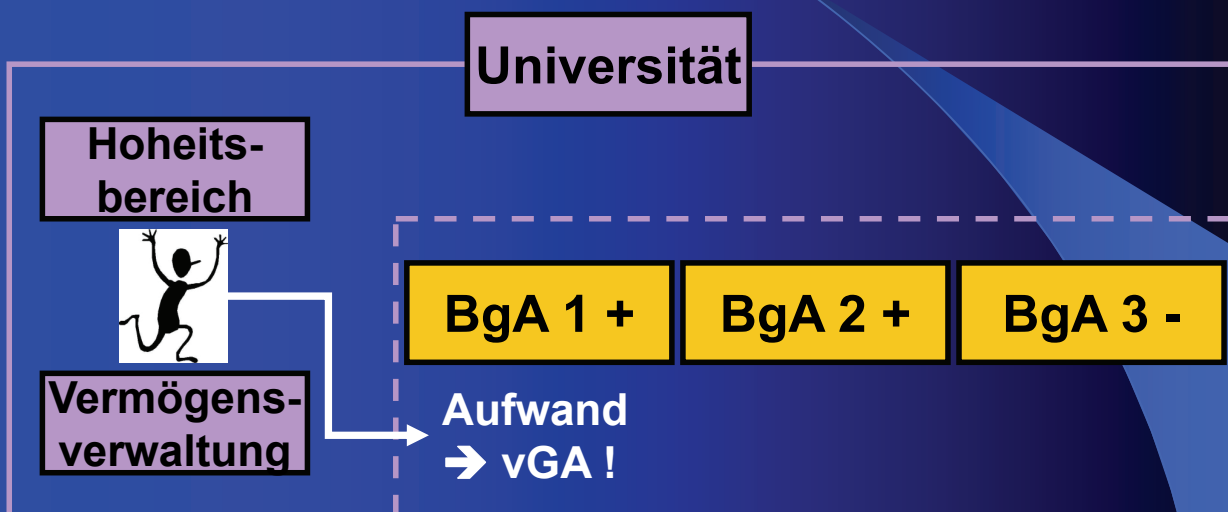 Universität
Hoheits-
bereich
BgA 1 +
BgA 2 +
BgA 3 -
Vermögens-
verwaltung
Aufwand
➔ vGA !